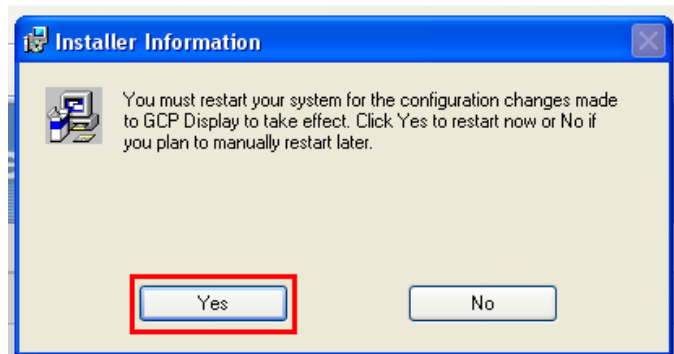 Installer Information
You must restart your system for the configuration changes made
to GCP Display to take effect. Click Yes to restart now or No if
you plan to manually restart later.
Yes No